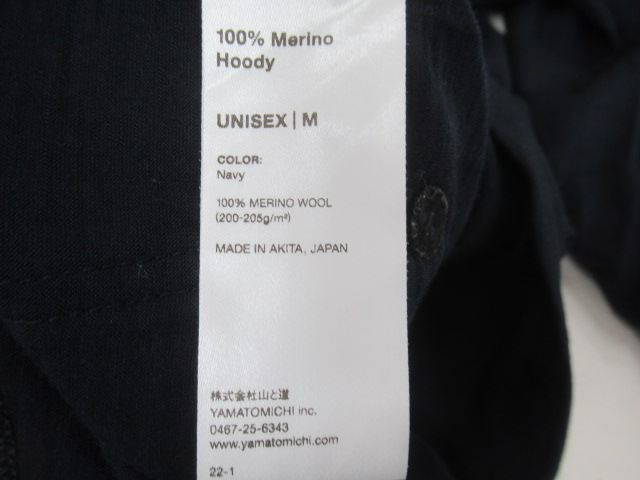 100% Merino
Hoody
UNISEX | M
COLOR:
Navy
100% MERINO WOOL
(200-205g/m²)
MADE IN AKITA, JAPAN
株式会社山と道
YAMATOMICHI inc.
0467-25-6343
www.yamatomichi.com
22-1